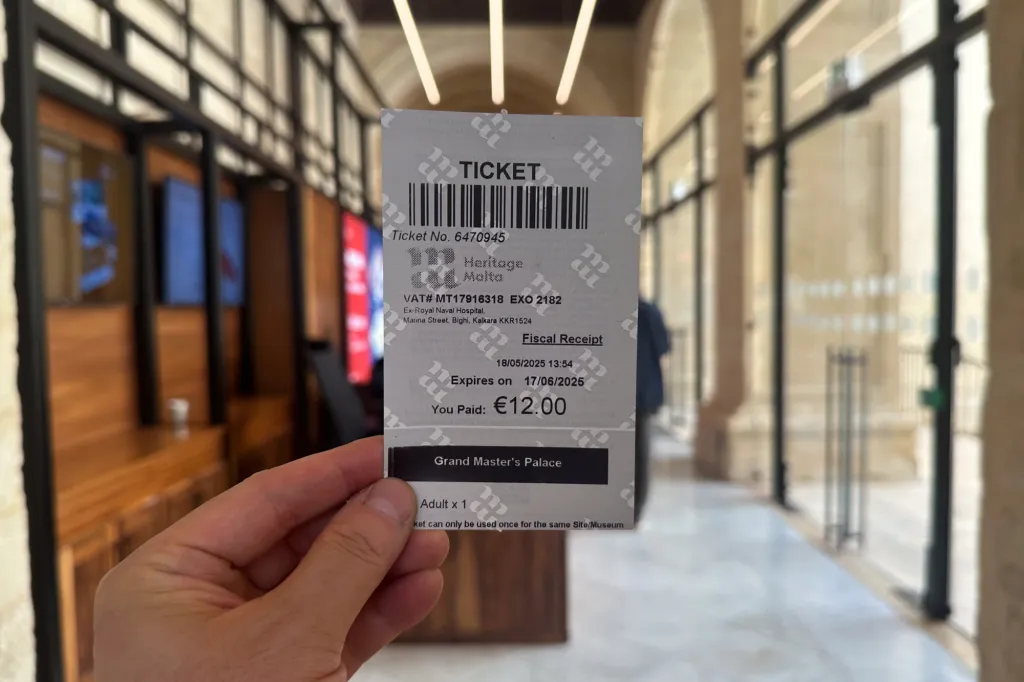 TICKET
Ticket No. 6470945
Heritage
Malta
VAT# MT17916318 EXO 2182
Ex-Royal Naval Hospital,
Marina Street, Bighi, Kalkara KKR1524
Fiscal Receipt
18/05/2025 13:54
Expires on 17/06/2025
You Paid: €12.00
Grand Master's Palace
Adult x 1
ket can only be used once for the same Site/Museum